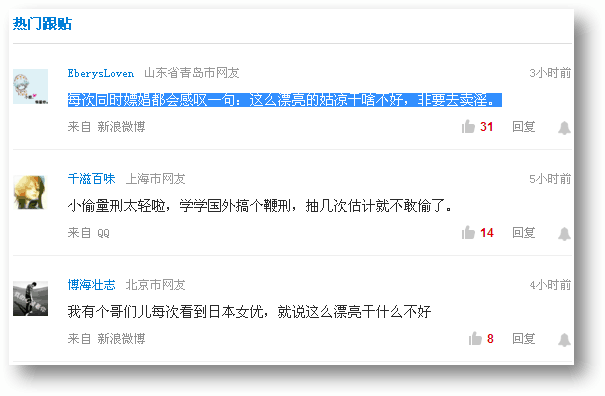 热门跟贴
EberysLoven 山东省青岛市网友 3小时前
每次同时嫖娼都会感叹一句：这么漂亮的姑凉干啥不好，非要去卖淫。
来自 新浪微博 31 回复
千滋百味 上海市网友 5小时前
小偷量刑太轻啦，学学国外搞个鞭刑，抽几次估计就不敢偷了。
来自 QQ 14 回复
博海壮志 北京市网友 4小时前
我有个哥们儿每次看到日本女优，就说这么漂亮干什么不好
来自 新浪微博 8 回复